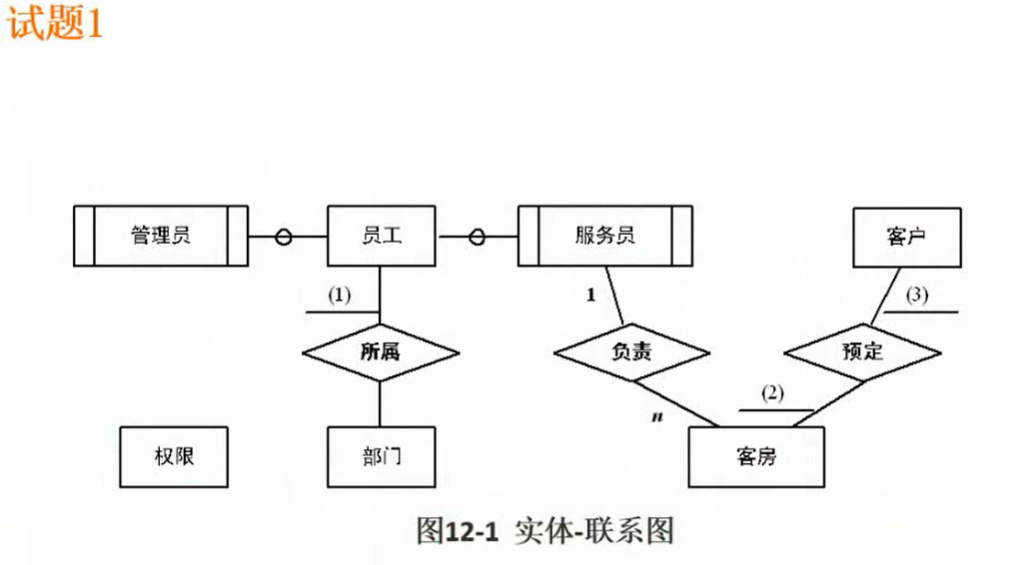 试题1
管理员
员工
服务员
客户
(1)
1
(3)
所属
负责
预定
(2)
n
权限
部门
客房
图12-1 实体-联系图